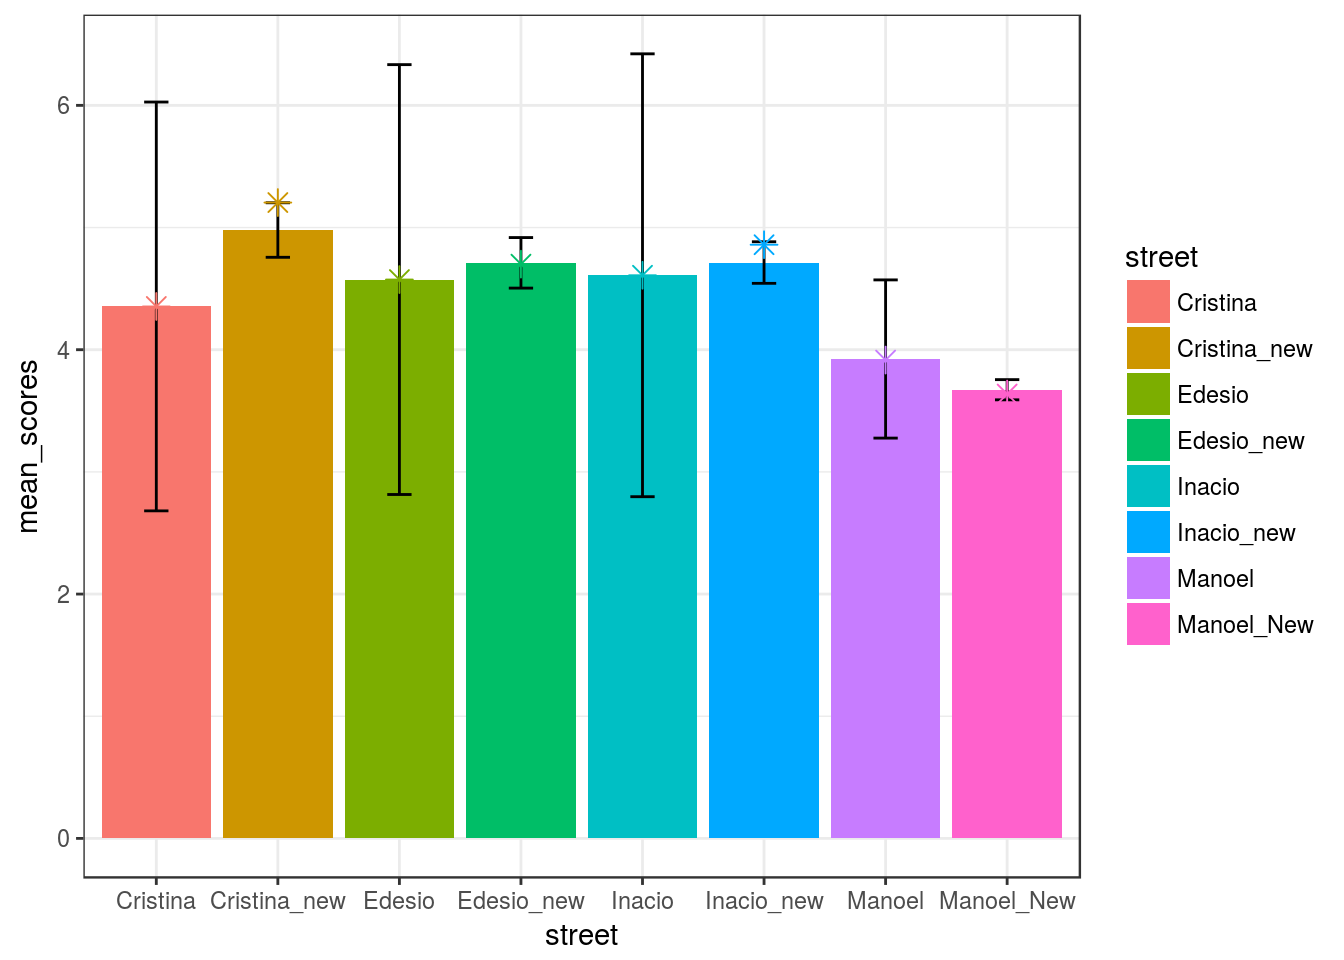 mean_scores
6
4
2
0
Cristina
Cristina_new
Edesio
Edesio_new
Inacio
Inacio_new
Manoel
Manoel_New
street
street
Cristina
Cristina_new
Edesio
Edesio_new
Inacio
Inacio_new
Manoel
Manoel_New